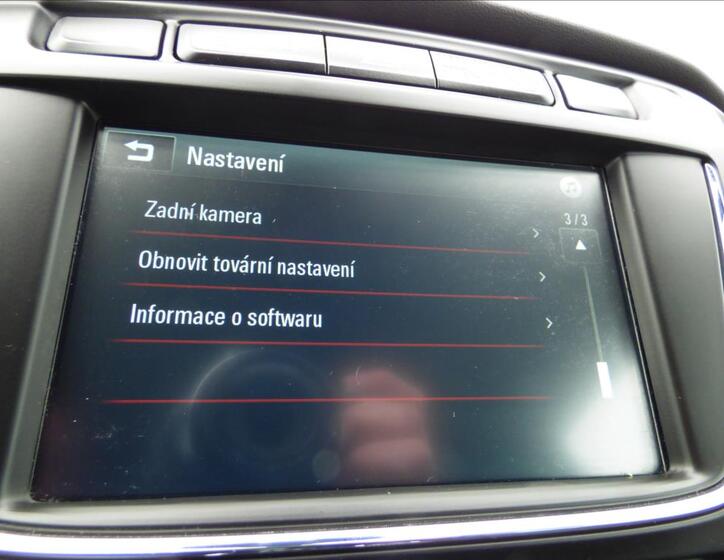 Nastavení
Zadní kamera
3/3
Obnovit tovární nastavení
Informace o softwaru